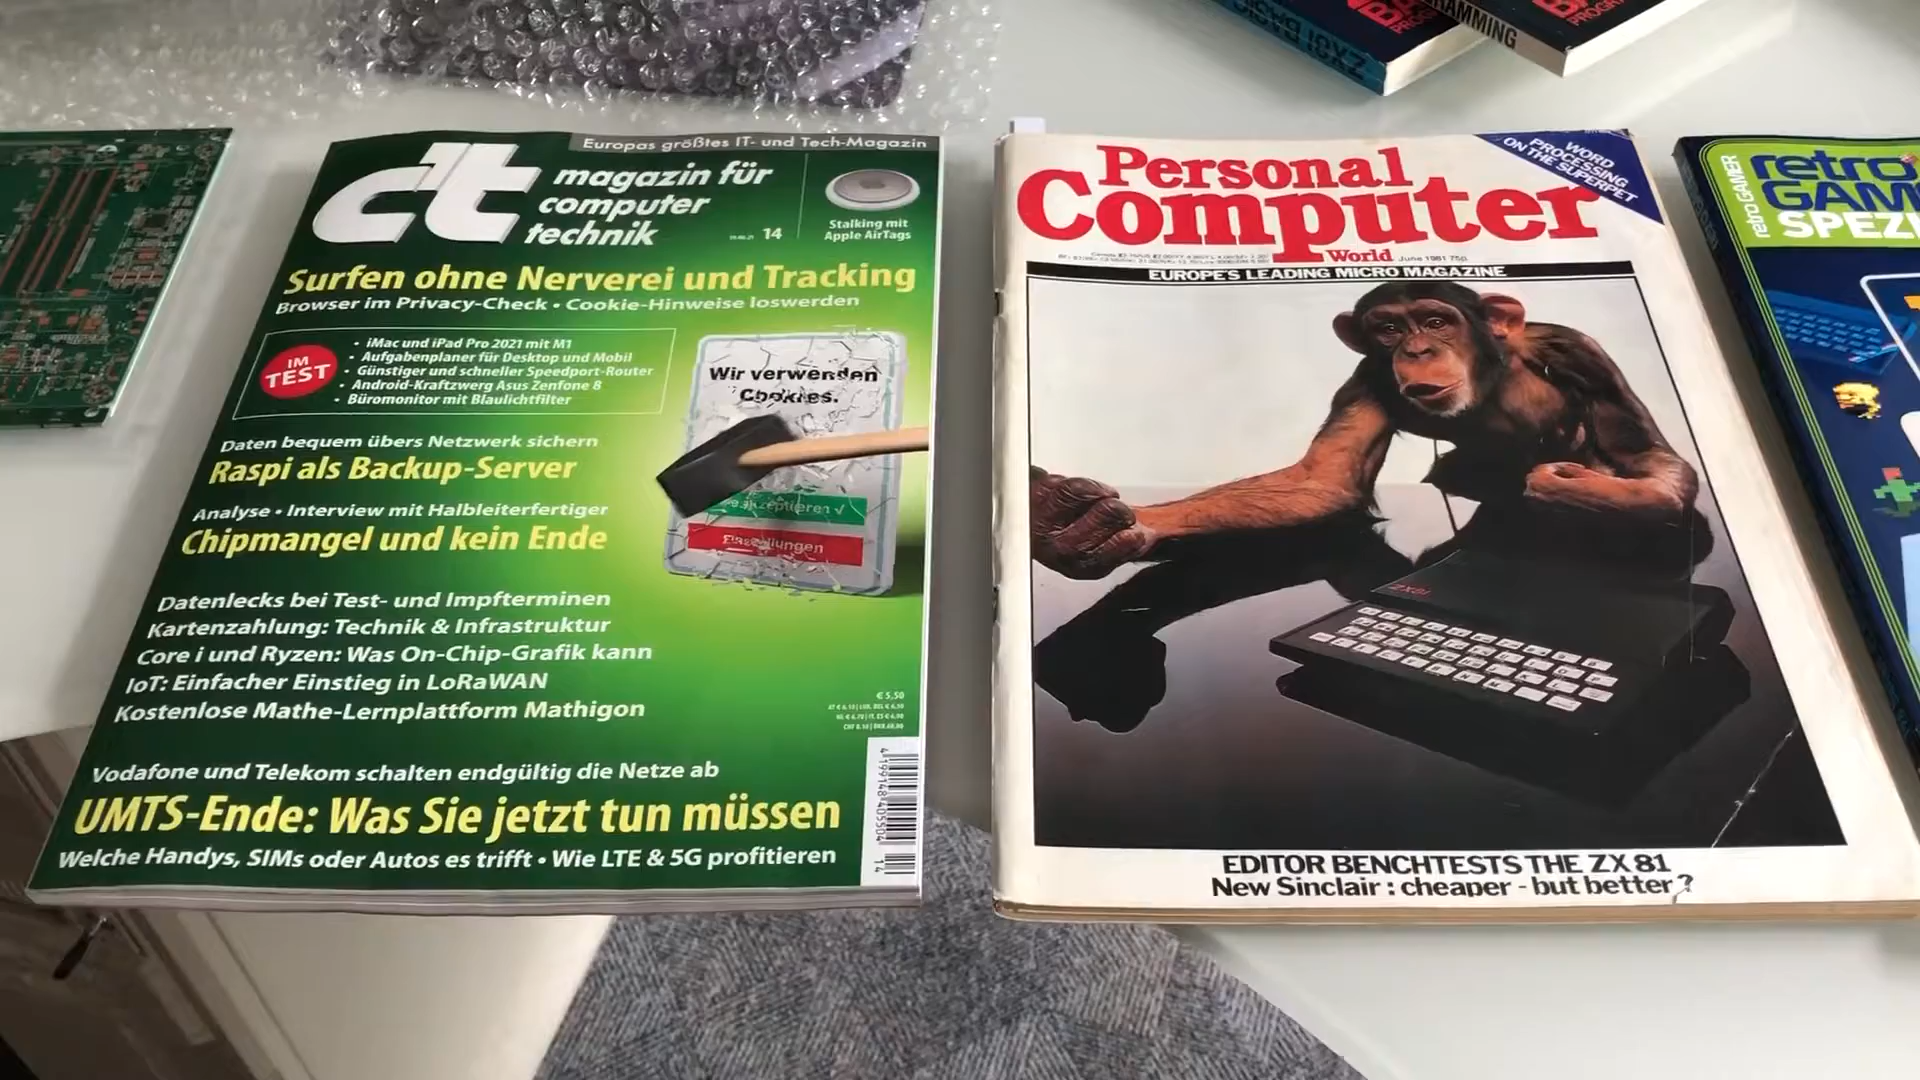 ZX81 BASIC
PROGRAMMING
Europas größtes IT- und Tech-Magazin
c't
magazin für
computer
technik
14
Stalking mit
Apple AirTags
Surfen ohne Nerverei und Tracking
Browser im Privacy-Check • Cookie-Hinweise loswerden
IM
TEST
• iMac und iPad Pro 2021 mit M1
• Aufgabenplaner für Desktop und Mobil
• Günstiger und schneller Speedport-Router
• Android-Kraftzwerg Asus Zenfone 8
• Büromonitor mit Blaulichtfilter
Wir verwenden
Cookies.
akzeptieren √
Einstellungen
Daten bequem übers Netzwerk sichern
Raspi als Backup-Server
Analyse • Interview mit Halbleiterfertiger
Chipmangel und kein Ende
Datenlecks bei Test- und Impfterminen
Kartenzahlung: Technik & Infrastruktur
Core i und Ryzen: Was On-Chip-Grafik kann
IoT: Einfacher Einstieg in LoRaWAN
Kostenlose Mathe-Lernplattform Mathigon
€ 5,50
Vodafone und Telekom schalten endgültig die Netze ab
UMTS-Ende: Was Sie jetzt tun müssen
Welche Handys, SIMs oder Autos es trifft • Wie LTE & 5G profitieren
Personal
Computer
World
June 1981 75p
WORD
PROCESSING
ON THE SUPERPET
EUROPE'S LEADING MICRO MAGAZINE
ZX81
EDITOR BENCHTESTS THE ZX 81
New Sinclair : cheaper - but better ?
retro GAMER
retro